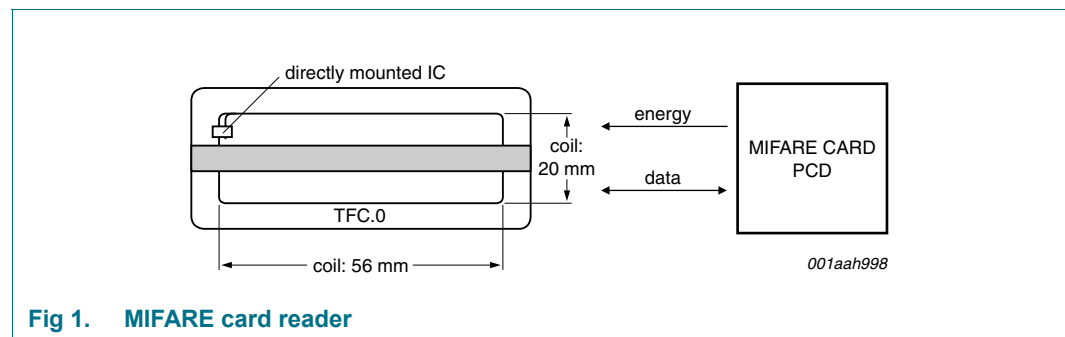 directly mounted IC
energy
coil:
20 mm
MIFARE CARD
PCD
data
TFC.0
coil: 56 mm
001aah998
Fig 1. MIFARE card reader